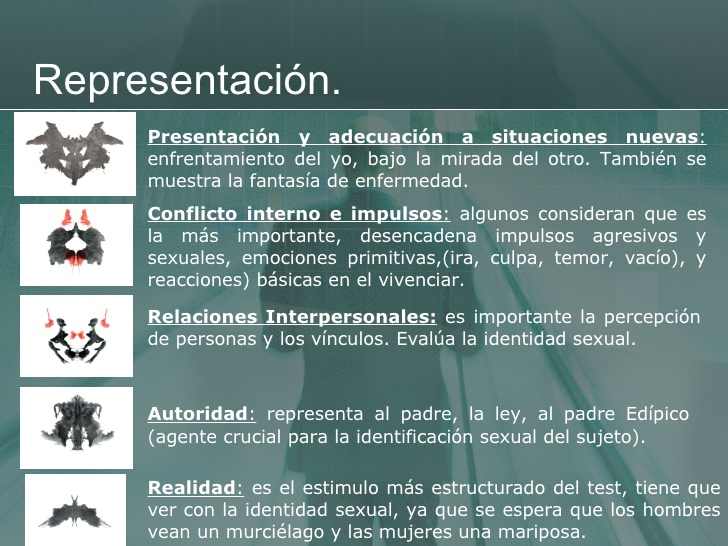 Representación.
Presentación y adecuación a situaciones nuevas:
enfrentamiento del yo, bajo la mirada del otro. También se
muestra la fantasía de enfermedad.
Conflicto interno e impulsos: algunos consideran que es
la más importante, desencadena impulsos agresivos y
sexuales, emociones primitivas,(ira, culpa, temor, vacío), y
reacciones) básicas en el vivenciar.
Relaciones Interpersonales: es importante la percepción
de personas y los vínculos. Evalúa la identidad sexual.
Autoridad: representa al padre, la ley, al padre Edípico
(agente crucial para la identificación sexual del sujeto).
Realidad: es el estimulo más estructurado del test, tiene que
ver con la identidad sexual, ya que se espera que los hombres
vean un murciélago y las mujeres una mariposa.